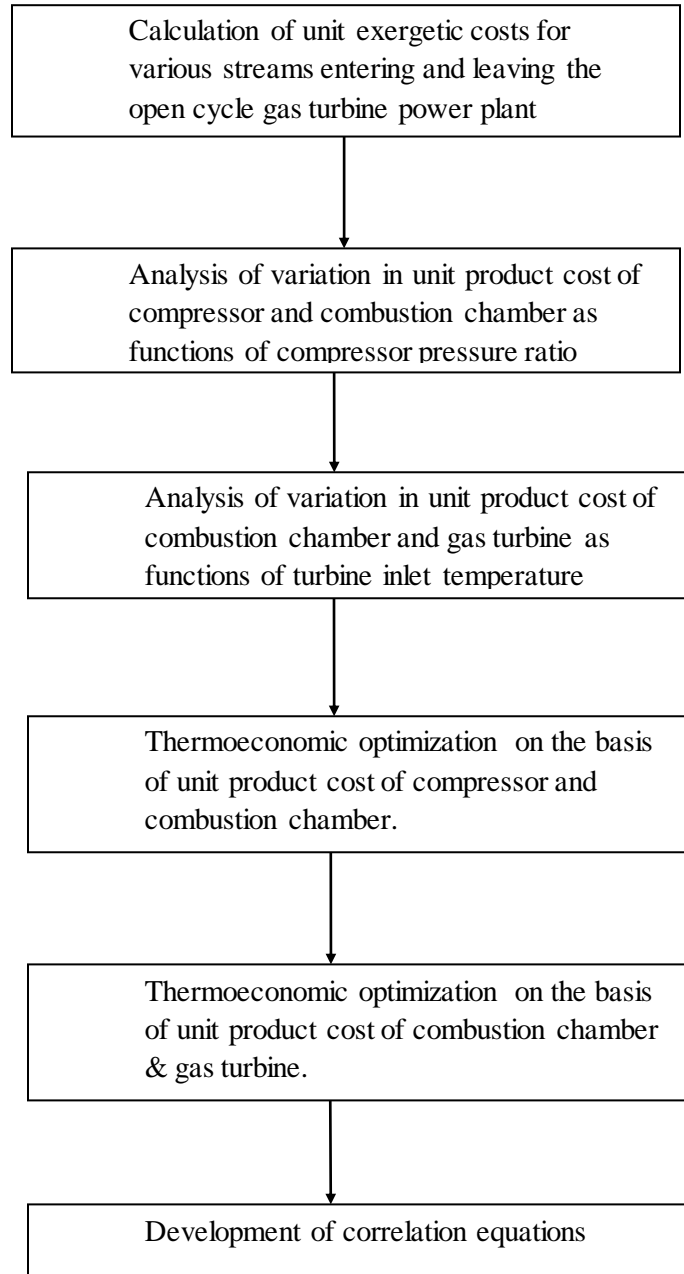 Calculation of unit exergetic costs for
various streams entering and leaving the
open cycle gas turbine power plant
Analysis of variation in unit product cost of
compressor and combustion chamber as
functions of compressor pressure ratio
Analysis of variation in unit product cost of
combustion chamber and gas turbine as
functions of turbine inlet temperature
Thermoeconomic optimization on the basis
of unit product cost of compressor and
combustion chamber.
Thermoeconomic optimization on the basis
of unit product cost of combustion chamber
& gas turbine.
Development of correlation equations